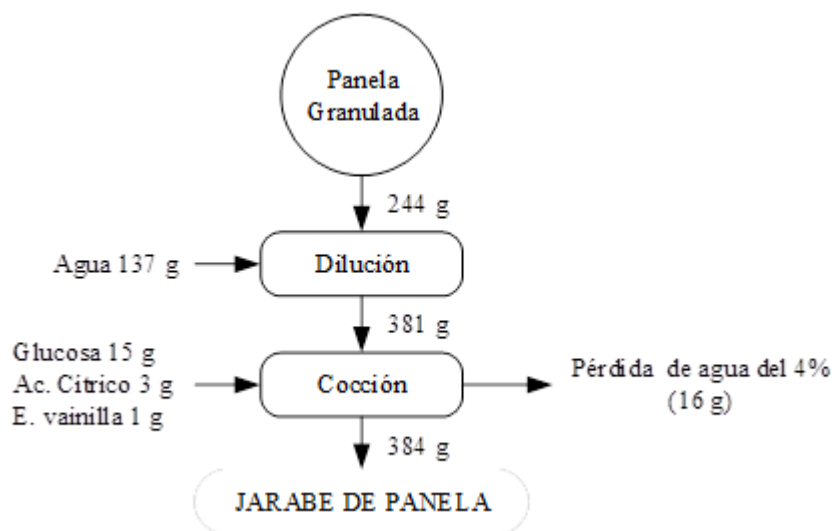 Panela
Granulada
244 g
Agua 137 g
Dilución
381 g
Glucosa 15 g
Ac. Cítrico 3 g
E. vainilla 1 g
Cocción
Pérdida de agua del 4%
(16 g)
384 g
JARABE DE PANELA